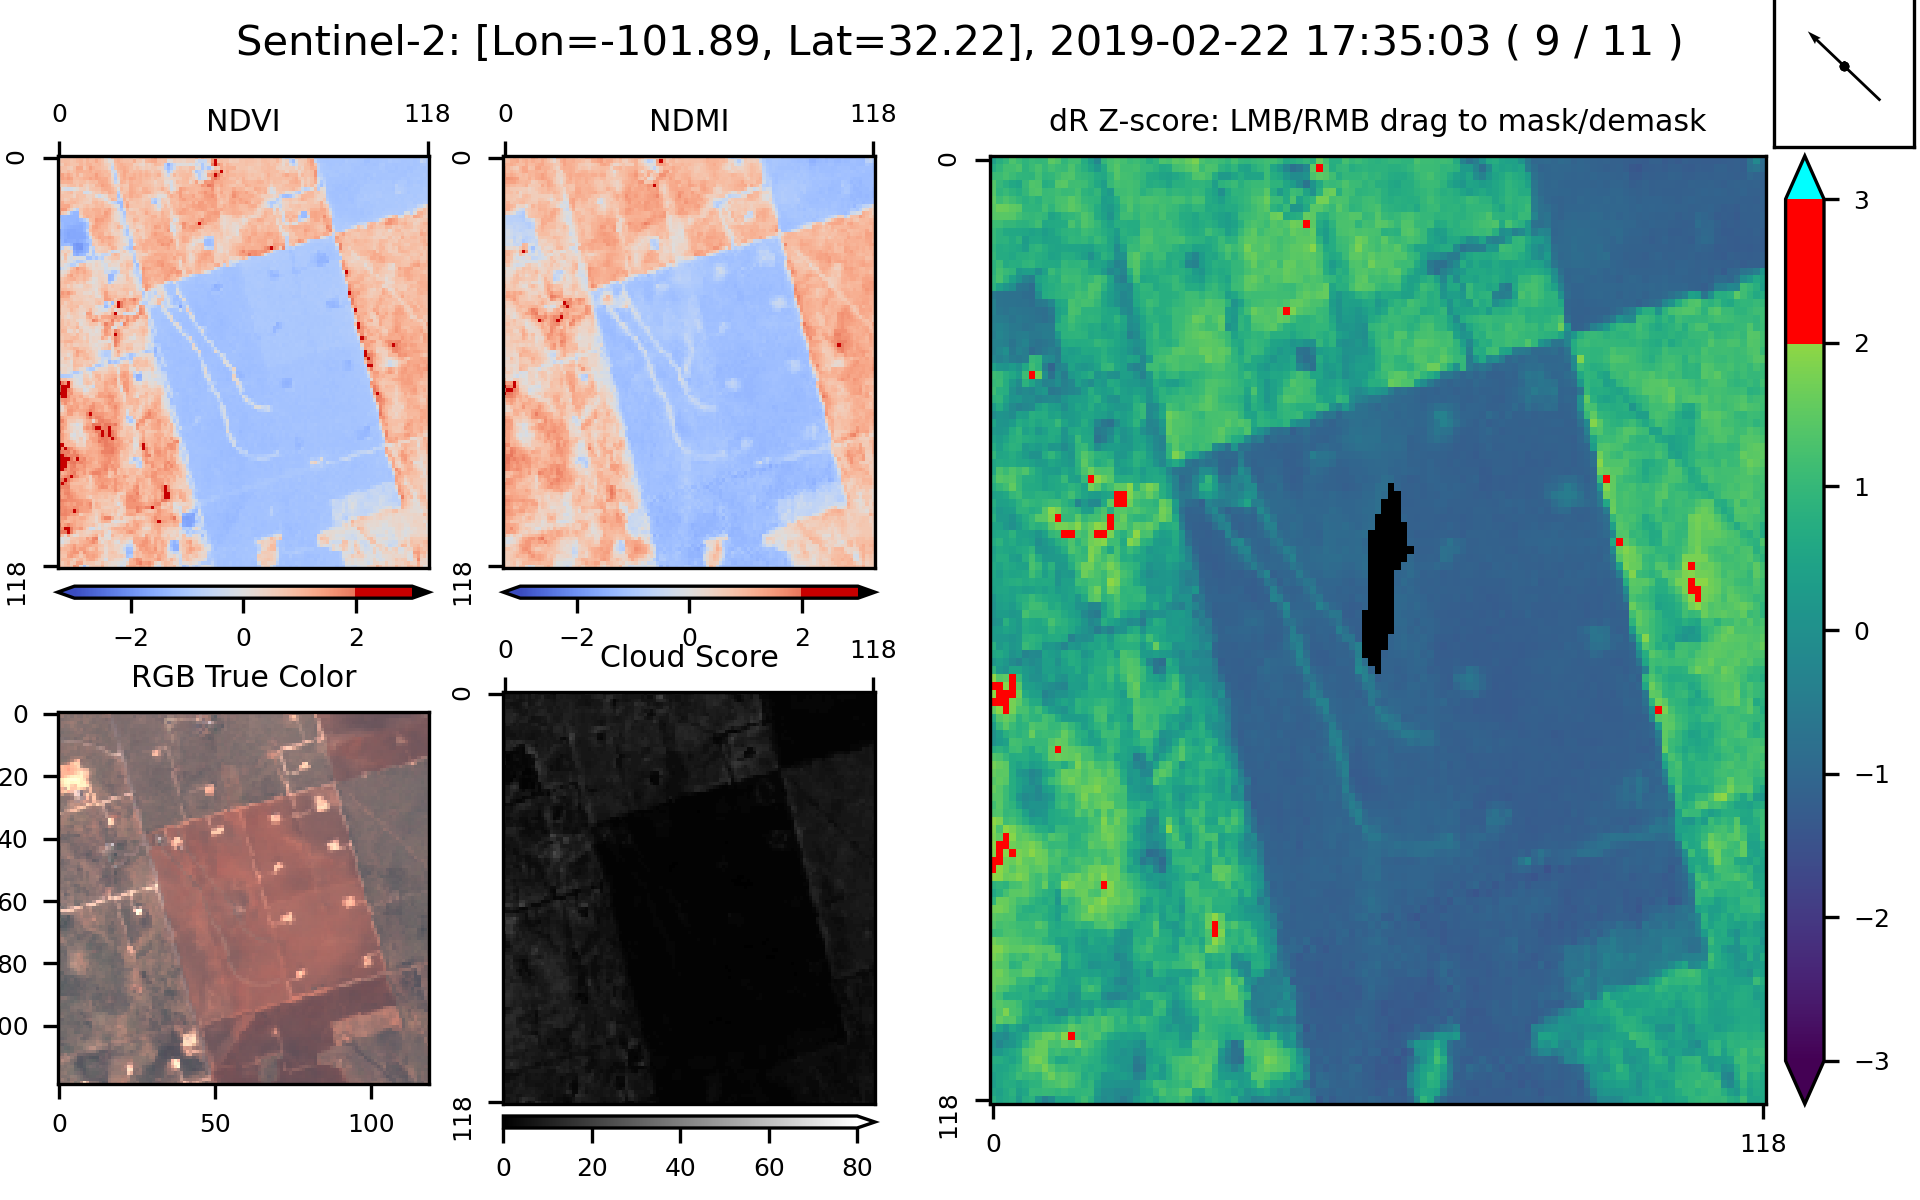 Sentinel-2: [Lon=-101.89, Lat=32.22], 2019-02-22 17:35:03 ( 9 / 11 )
0 118
NDVI
0
118
−2 0 2
0 118
NDMI
0
118
−2 0 2
dR Z-score: LMB/RMB drag to mask/demask
0
118
0 118
3
2
1
0
−1
−2
−3
RGB True Color
0
20
40
60
80
00
0 50 100
0 118
Cloud Score
0
118
0 20 40 60 80